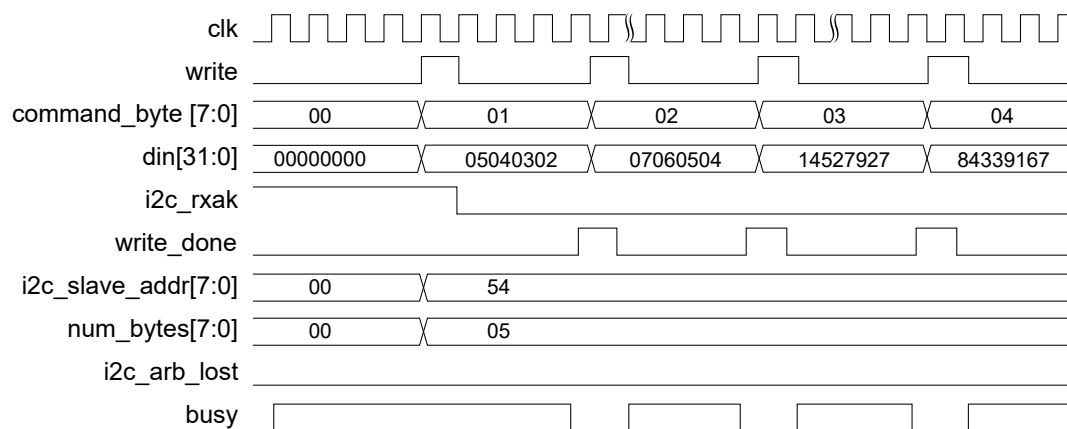 clk
write
command_byte [7:0] 00 01 02 03 04
din[31:0] 00000000 05040302 07060504 14527927 84339167
i2c_rxak
write_done
i2c_slave_addr[7:0] 00 54
num_bytes[7:0] 00 05
i2c_arb_lost
busy